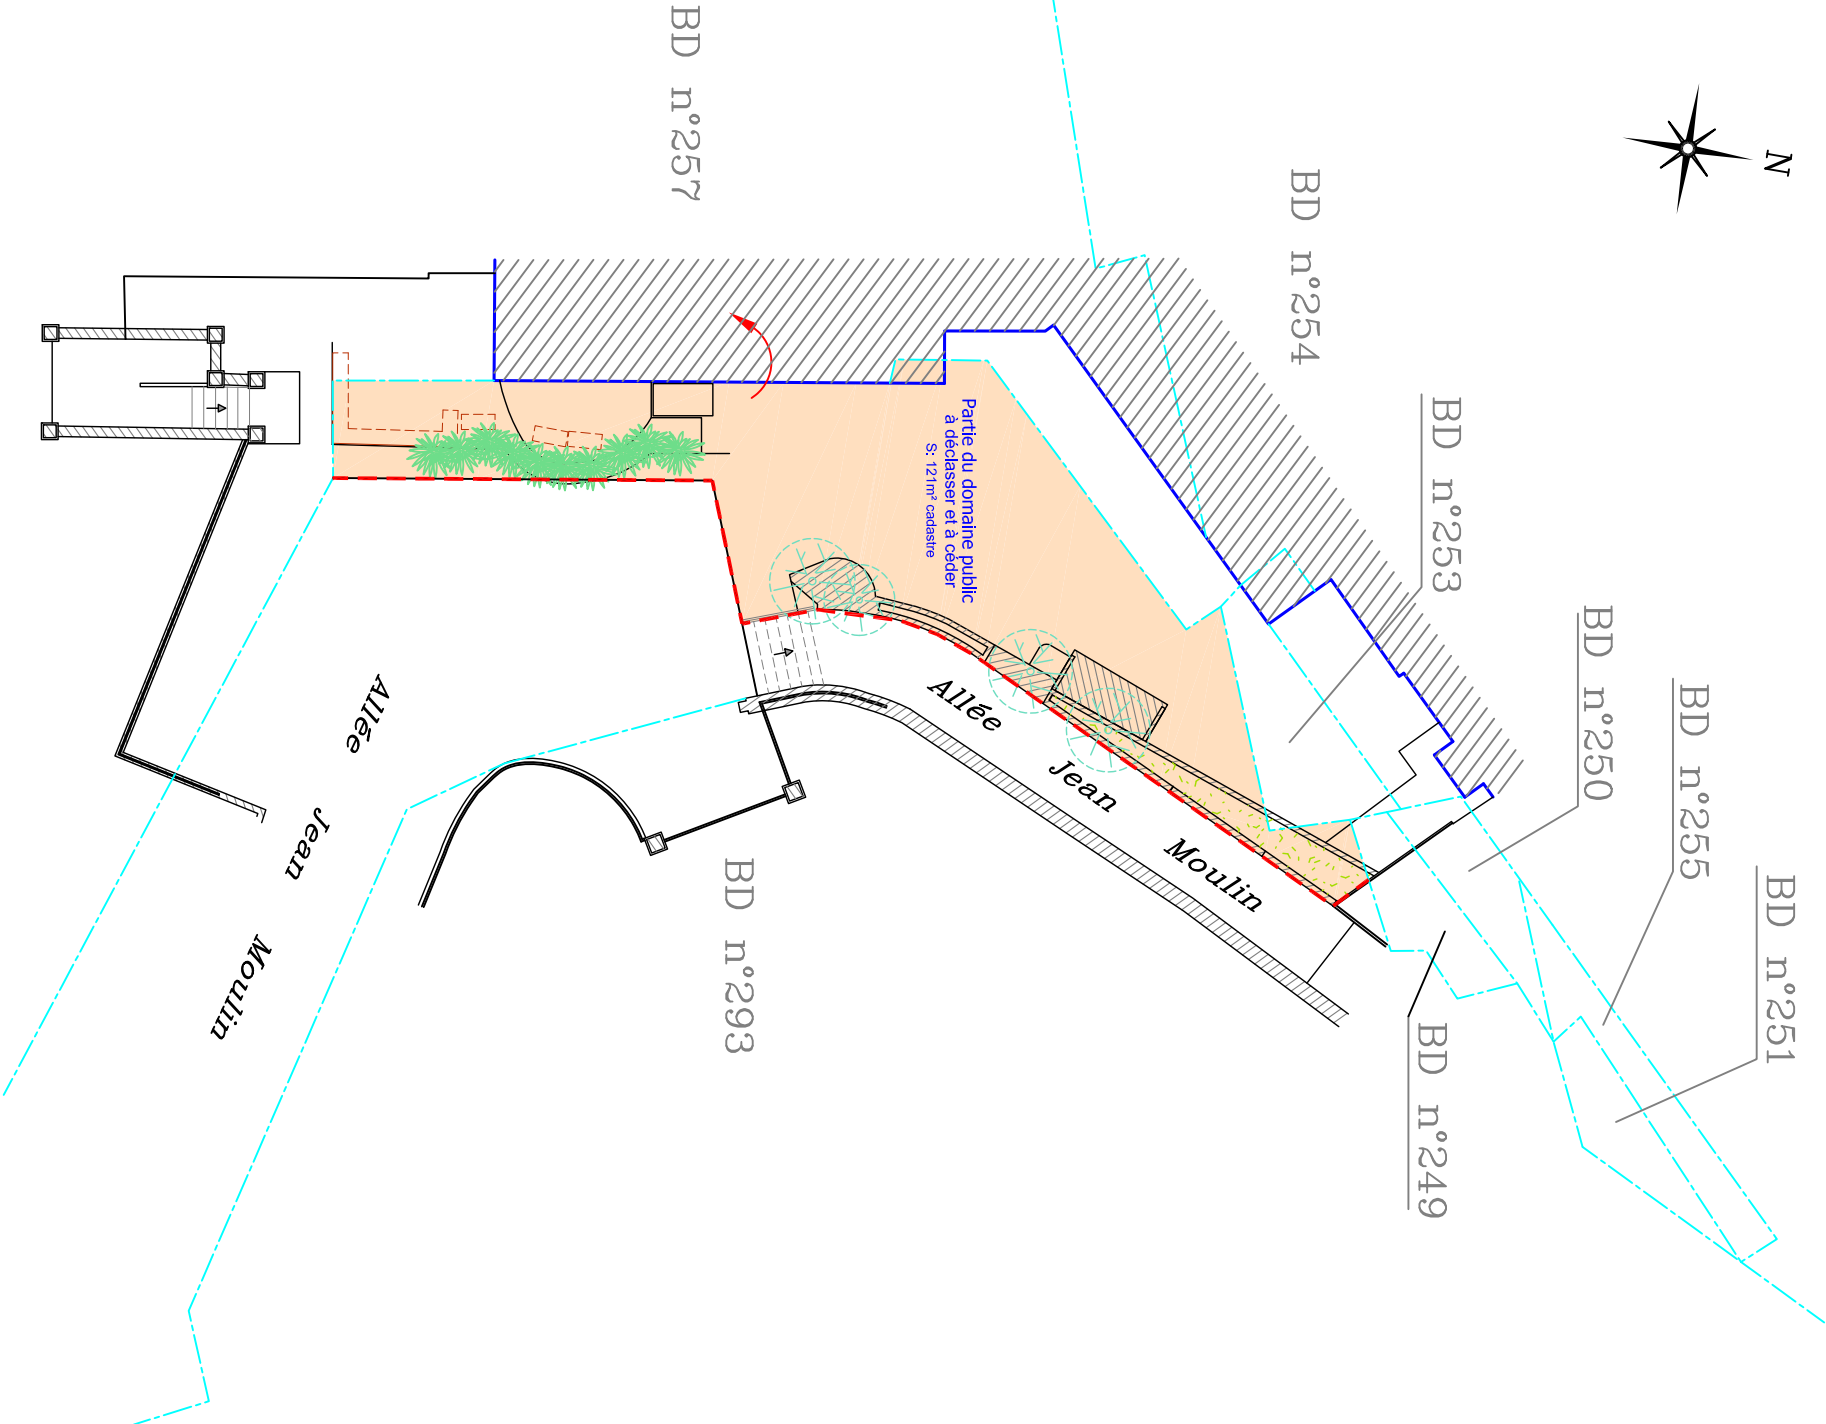 N
BD n°257
BD n°254
BD n°253
BD n°250
BD n°255
BD n°251
BD n°249
BD n°293
Partie du domaine public
à déclasser et à céder
S: 121m² cadastre
Allée Jean Moulin
Allée Jean Moulin